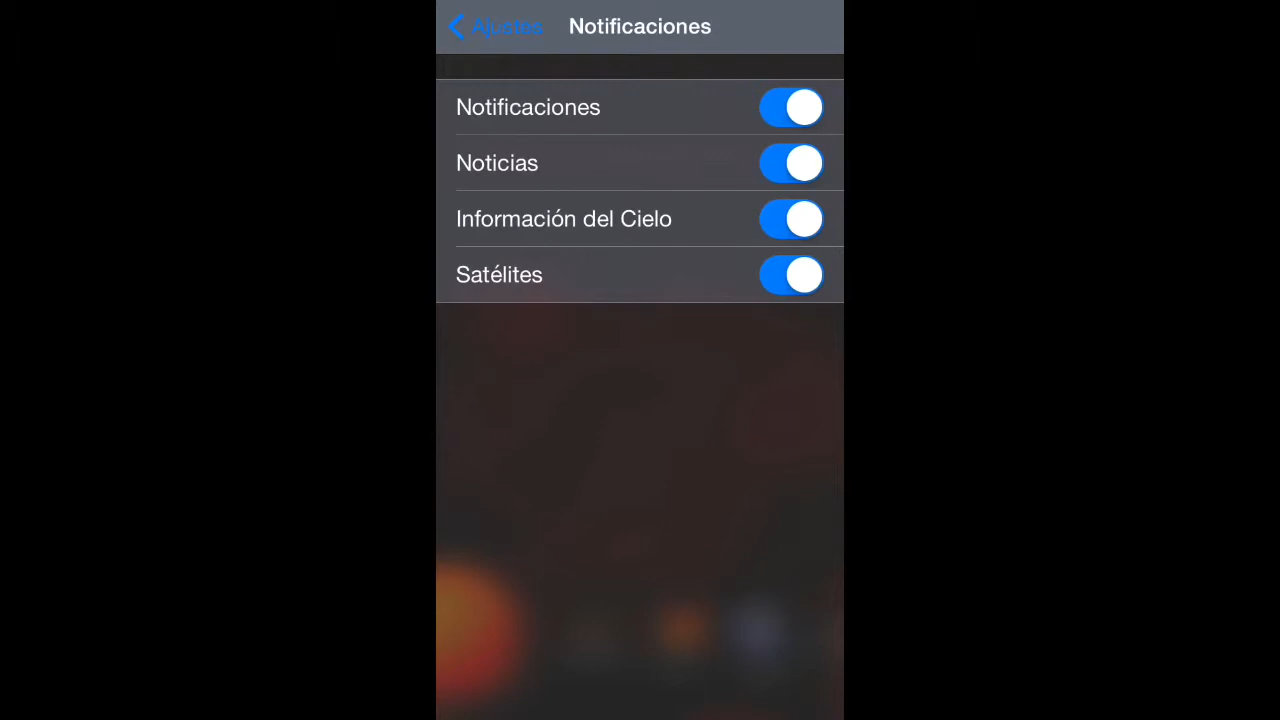 Ajustes Notificaciones
Notificaciones
Noticias
Información del Cielo
Satélites